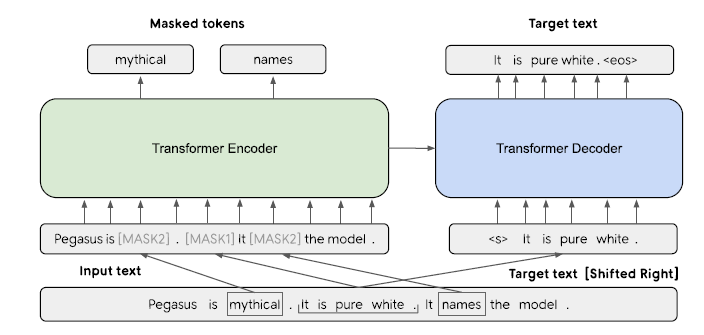 Masked tokens
Target text
mythical
names
It is pure white . <eos>
Transformer Encoder
Transformer Decoder
Pegasus is [MASK2] . [MASK1] It [MASK2] the model .
<s> It is pure white .
Input text
Target text [Shifted Right]
Pegasus is mythical . It is pure white . It names the model .